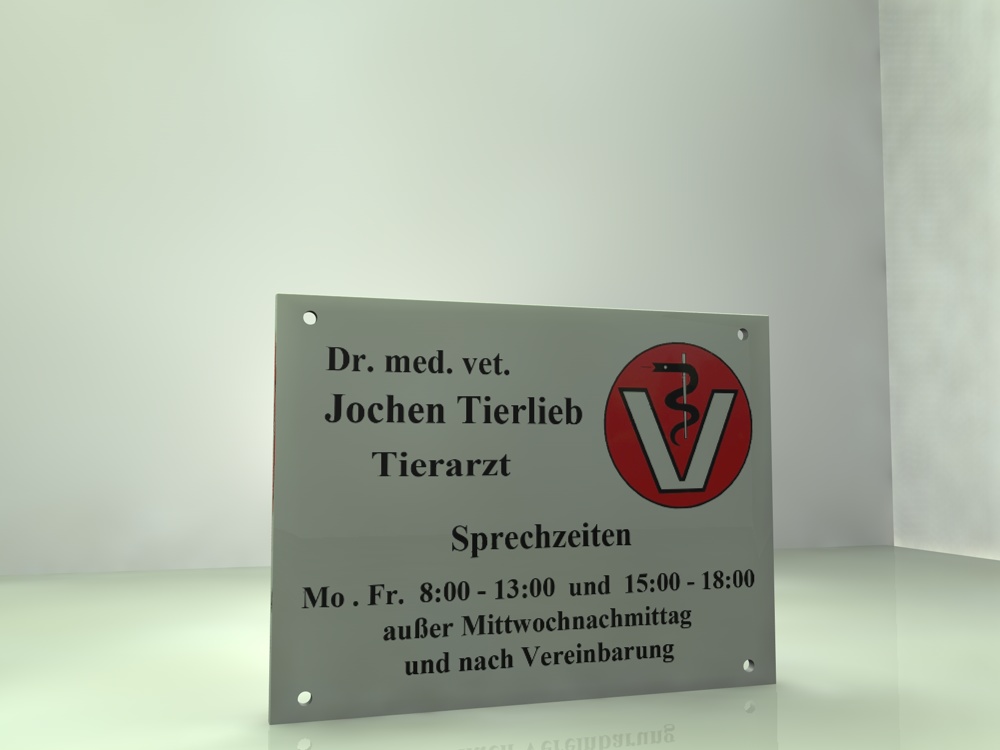 Dr. med. vet.
Jochen Tierlieb
Tierarzt
V
Sprechzeiten
Mo . Fr. 8:00 - 13:00 und 15:00 - 18:00
außer Mittwochnachmittag
und nach Vereinbarung